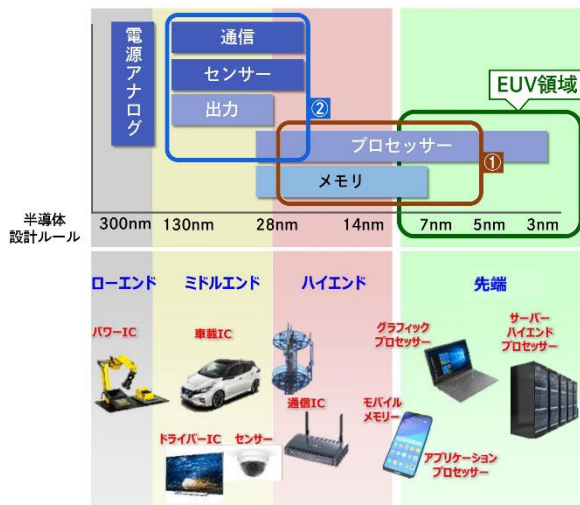 電源アナログ
通信
センサー
出力
②
EUV領域
プロセッサー
①
メモリ
半導体
設計ルール
300nm
130nm
28nm
14nm
7nm
5nm
3nm
ローエンド
ミドルエンド
ハイエンド
先端
パワーIC
車載IC
グラフィック
プロセッサー
サーバー
ハイエンド
プロセッサー
通信IC
モバイル
メモリー
ドライバーIC
センサー
アプリケーション
プロセッサー